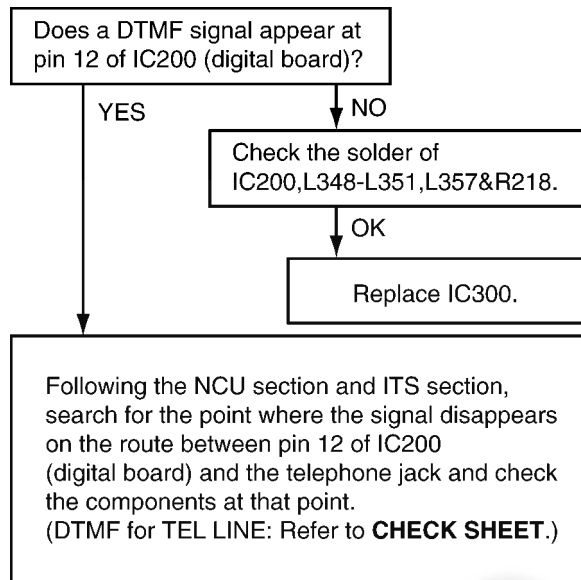 Does a DTMF signal appear at
pin 12 of IC200 (digital board)?
YES
NO
Check the solder of
IC200,L348-L351,L357&R218.
OK
Replace IC300.
Following the NCU section and ITS section,
search for the point where the signal disappears
on the route between pin 12 of IC200
(digital board) and the telephone jack and check
the components at that point.
(DTMF for TEL LINE: Refer to CHECK SHEET.)